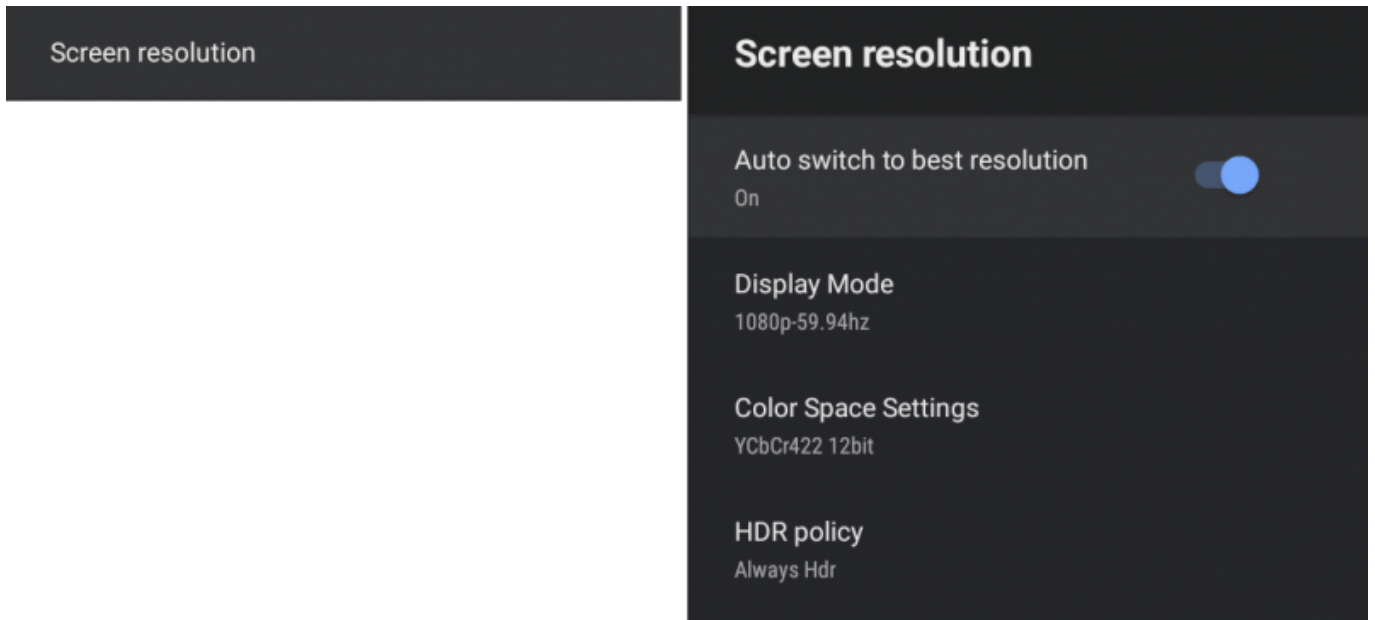 Screen resolution
Screen resolution
Auto switch to best resolution
On
Display Mode
1080p-59.94hz
Color Space Settings
YCbCr422 12bit
HDR policy
Always Hdr